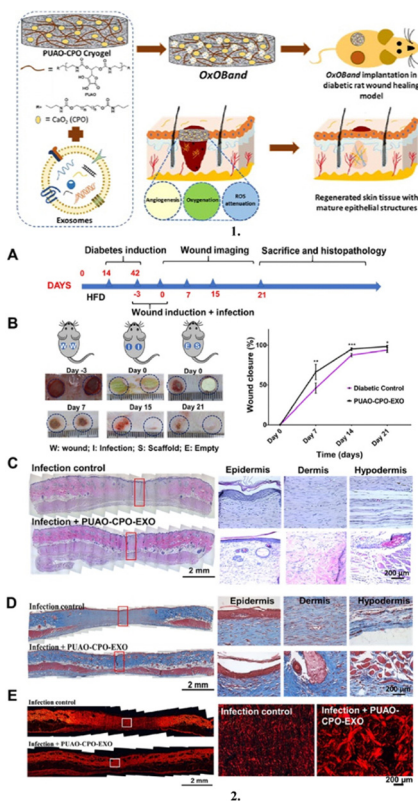 PUAO-CPO Cryogel
PUAO
= CaO₂ (CPO)
Exosomes
OxOBand
OxOBand implantation in
diabetic rat wound healing
model
Angiogenesis
Oxygenation
ROS
attenuation
Regenerated skin tissue with
mature epithelial structures
1.
A
Diabetes induction
Wound imaging
Sacrifice and histopathology
0 14 42
DAYS
HFD -3 0 7 15 21
Wound induction + infection
B
W W I I E S
Day -3 Day 0 Day 0
Day 7 Day 15 Day 21
W: wound; I: Infection; S: Scaffold; E: Empty
Wound closure (%)
100
50
0
** *** *
Diabetic Control
PUAO-CPO-EXO
Day 0 Day 7 Day 14 Day 21
Time (days)
C
Infection control
Infection + PUAO-CPO-EXO
2 mm
Epidermis Dermis Hypodermis
200 µm
D
Infection control
Infection + PUAO-CPO-EXO
2 mm
Epidermis Dermis Hypodermis
200 µm
E
Infection control
Infection + PUAO-CPO-EXO
2 mm
Infection control
Infection + PUAO-
CPO-EXO
200 µm
2.